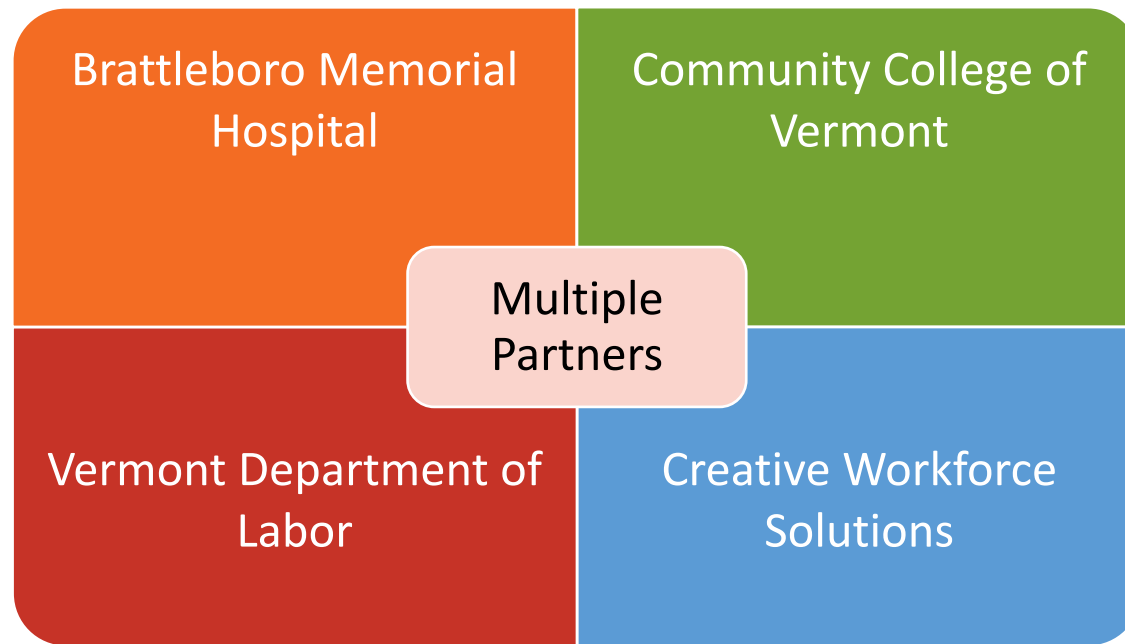 Brattleboro Memorial
Hospital
Community College of
Vermont
Multiple
Partners
Vermont Department of
Labor
Creative Workforce
Solutions